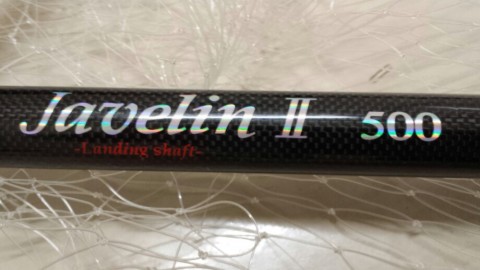 Javelin II 500
-Landing shaft-